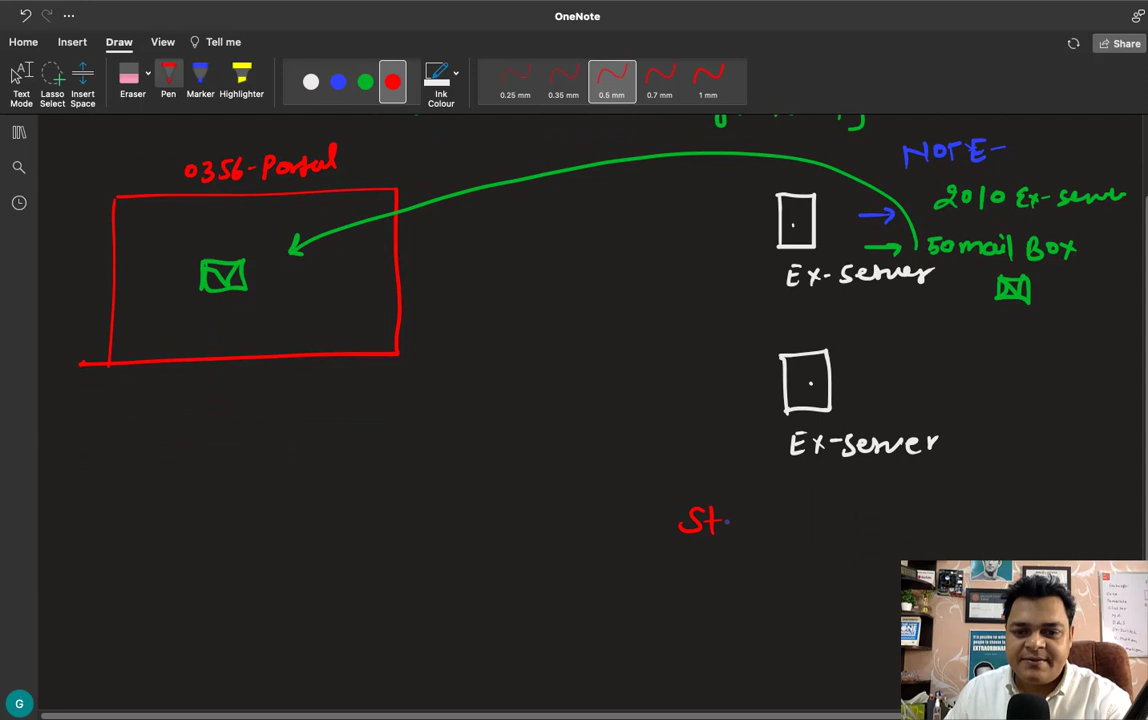 OneNote
Home Insert Draw View Tell me
Share
Text Mode
Lasso Select
Insert Space
Eraser
Pen
Marker
Highlighter
Ink Colour
0.25 mm
0.35 mm
0.5 mm
0.7 mm
1 mm
0356-Portal
NOTE-
2010 Ex-server
50 mail Box
Ex-server
Ex-server
St
G
EXTRAORDINARY